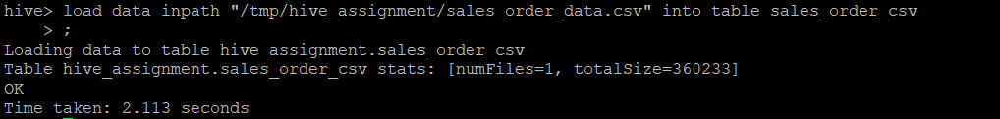 hive> load data inpath "/tmp/hive_assignment/sales_order_data.csv" into table sales_order_csv
    > ;
Loading data to table hive_assignment.sales_order_csv
Table hive_assignment.sales_order_csv stats: [numFiles=1, totalSize=360233]
OK
Time taken: 2.113 seconds